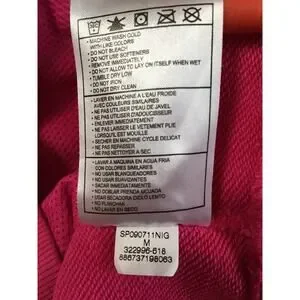 • MACHINE WASH COLD
WITH LIKE COLORS
• DO NOT BLEACH
• DO NOT USE SOFTENERS
• REMOVE IMMEDIATELY
• DO NOT ALLOW TO LAY ON ITSELF WHEN WET
• TUMBLE DRY LOW
• DO NOT IRON
• DO NOT DRY CLEAN
• LAVER EN MACHINE A L'EAU FROIDE
AVEC COULEURS SIMILAIRES
• NE PAS UTILISER D'EAU DE JAVEL
• NE PAS UTILISER D'ADOUCISSEUR
• ENLEVER IMMEDIATEMENT
• NE PAS LAISSER LE VETEMENT PLIE
LORSQU'IL EST MOUILLE
• SECHER EN MACHINE CYCLE DELICAT
• NE PAS REPASSER
• NE PAS NETTOYER A SEC
• LAVAR A MAQUINA EN AGUA FRIA
CON COLORES SIMILARES
• NO USAR BLANQUEADORES
• NO USAR SUAVIZANTES
• SACAR IMMEDIATAMENTE
• NO DOBLAR PRENDA MOJADA
• USAR SECADORA CICLO LENTO
• NO PLANCHAR
• NO LAVAR EN SECO
SP090711NIG
M
322996-618
886737198063